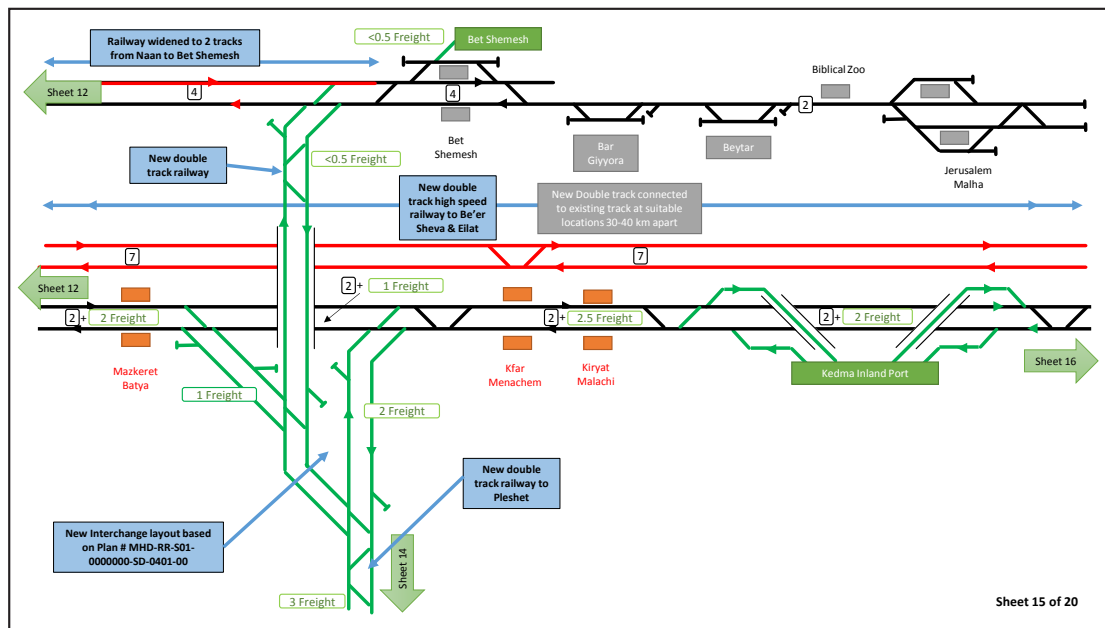 Railway widened to 2 tracks
from Naan to Bet Shemesh
<0.5 Freight
Bet Shemesh
Sheet 12
4
4
Biblical Zoo
2
Bet
Shemesh
Bar
Giyyora
Beytar
Jerusalem
Malha
New double
track railway
<0.5 Freight
New double
track high speed
railway to Be'er
Sheva & Eilat
New Double track connected
to existing track at suitable
locations 30-40 km apart
7
7
Sheet 12
2 + 1 Freight
2 + 2 Freight
2 + 2.5 Freight
2 + 2 Freight
Mazkeret
Batya
Kfar
Menachem
Kiryat
Malachi
Kedma Inland Port
Sheet 16
1 Freight
2 Freight
New double
track railway to
Pleshet
New Interchange layout based
on Plan # MHD-RR-S01-
0000000-SD-0401-00
Sheet 14
3 Freight
Sheet 15 of 20